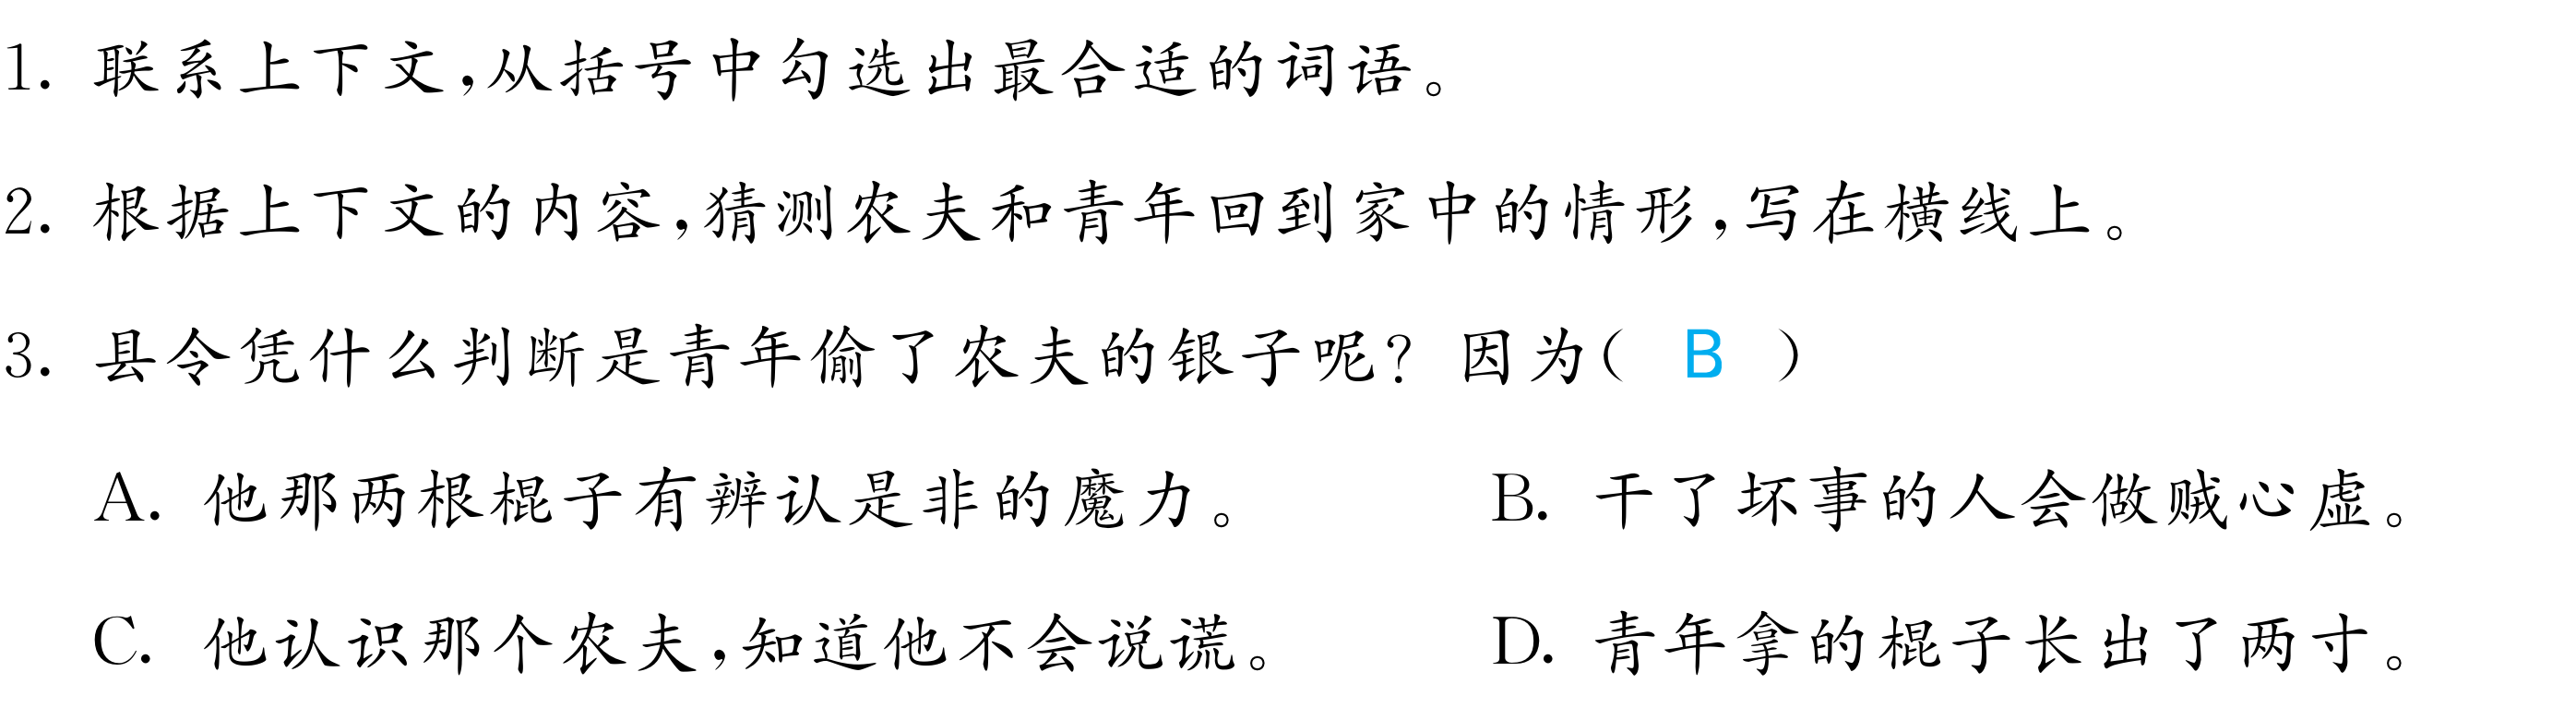 1. 联系上下文,从括号中勾选出最合适的词语。
2. 根据上下文的内容,猜测农夫和青年回到家中的情形,写在横线上。
3. 县令凭什么判断是青年偷了农夫的银子呢? 因为( B )
A. 他那两根棍子有辨认是非的魔力。 B. 干了坏事的人会做贼心虚。
C. 他认识那个农夫,知道他不会说谎。 D. 青年拿的棍子长出了两寸。